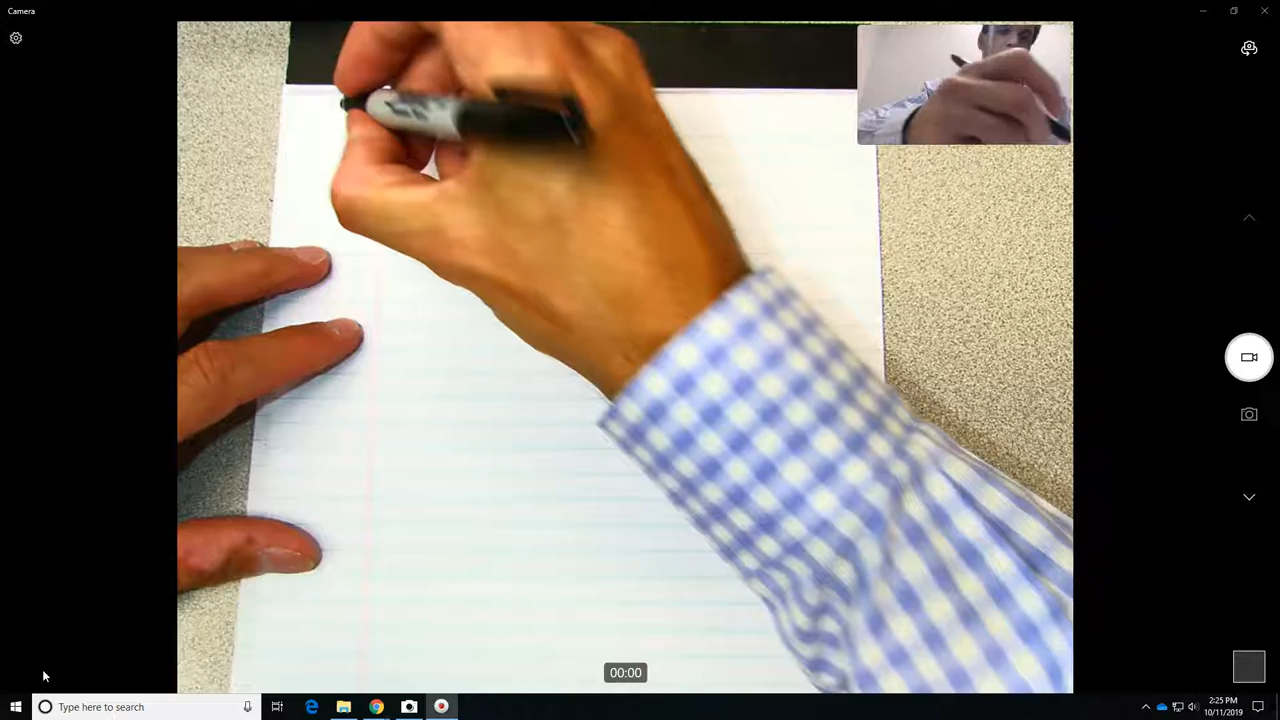 Camera
00:00
Type here to search
2:25 PM
10/11/2019